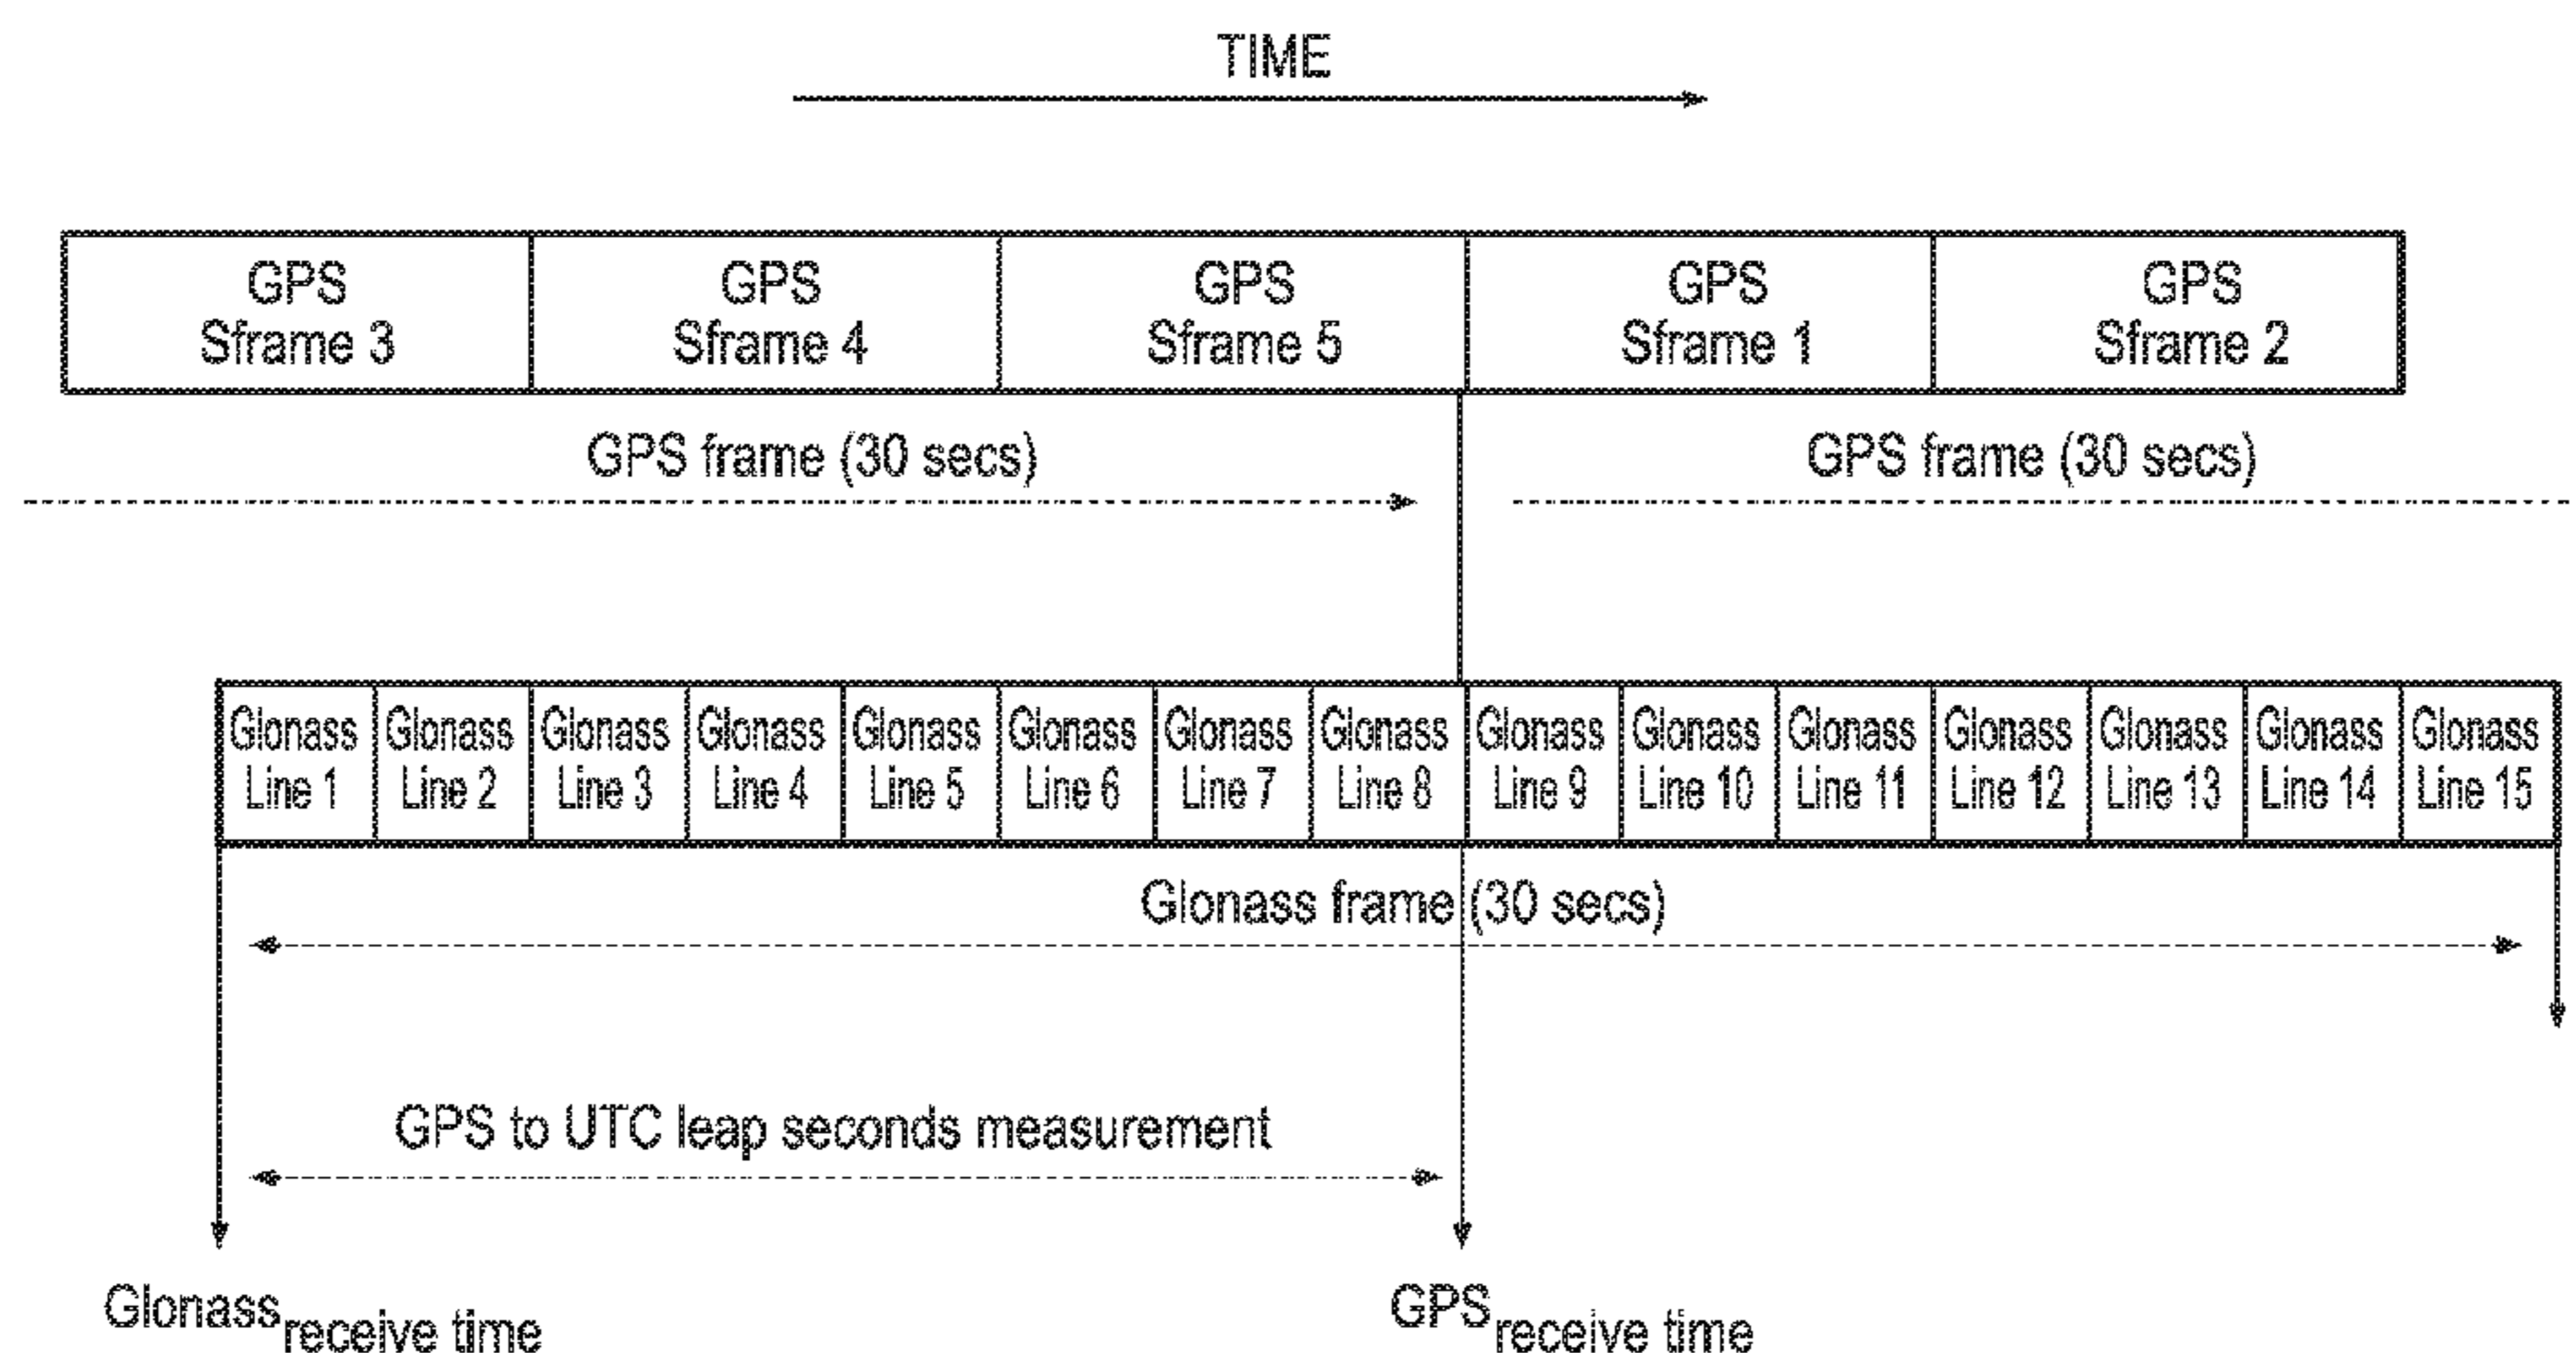 TIME
GPS
Sframe 3
GPS
Sframe 4
GPS
Sframe 5
GPS
Sframe 1
GPS
Sframe 2
GPS frame (30 secs)
GPS frame (30 secs)
Glonass
Line 1
Glonass
Line 2
Glonass
Line 3
Glonass
Line 4
Glonass
Line 5
Glonass
Line 6
Glonass
Line 7
Glonass
Line 8
Glonass
Line 9
Glonass
Line 10
Glonass
Line 11
Glonass
Line 12
Glonass
Line 13
Glonass
Line 14
Glonass
Line 15
Glonass frame (30 secs)
GPS to UTC leap seconds measurement
Glonass receive time
GPS receive time